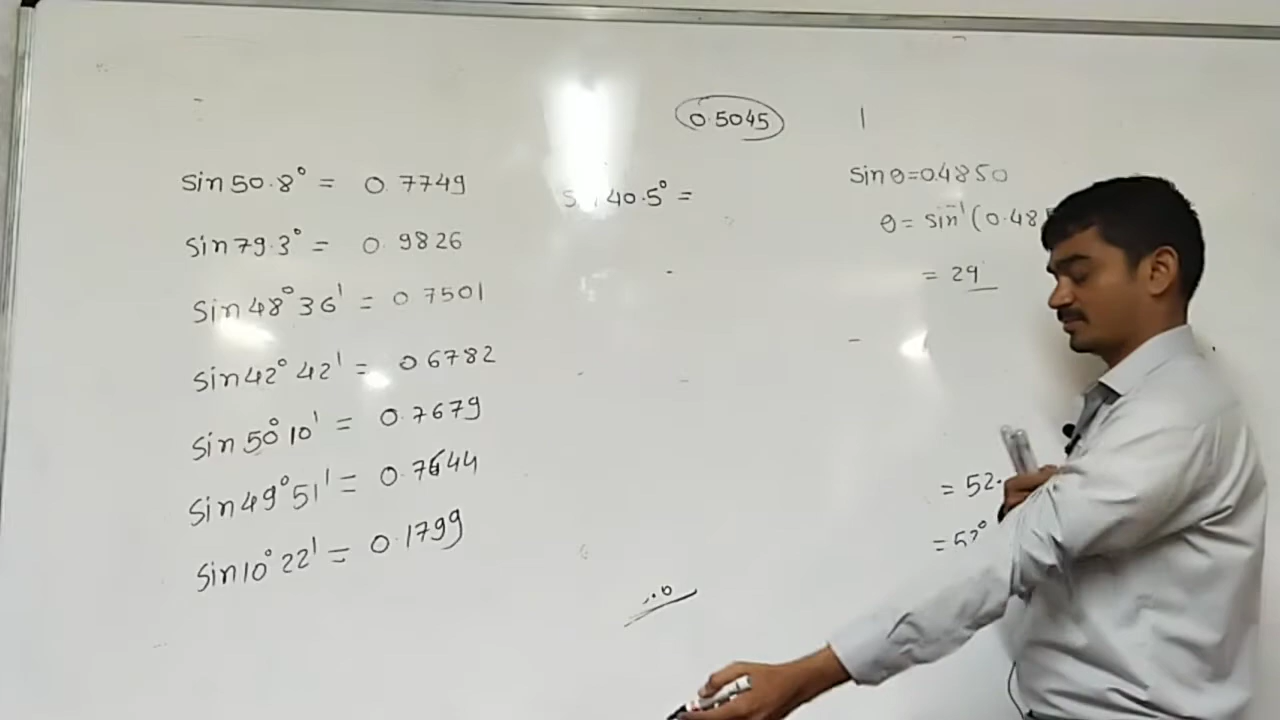 0.5045
sin 50.8° = 0.7749
sin 79.3° = 0.9826
sin 48° 36' = 0 7501
sin 42° 42' = 0 6782
sin 50° 10' = 0.7679
sin 49° 51' = 0.7644
sin 10° 22' = 0.1799
40.5° =
sin θ = 0.4850
θ = sin⁻¹ (0.48
= 29
= 52.